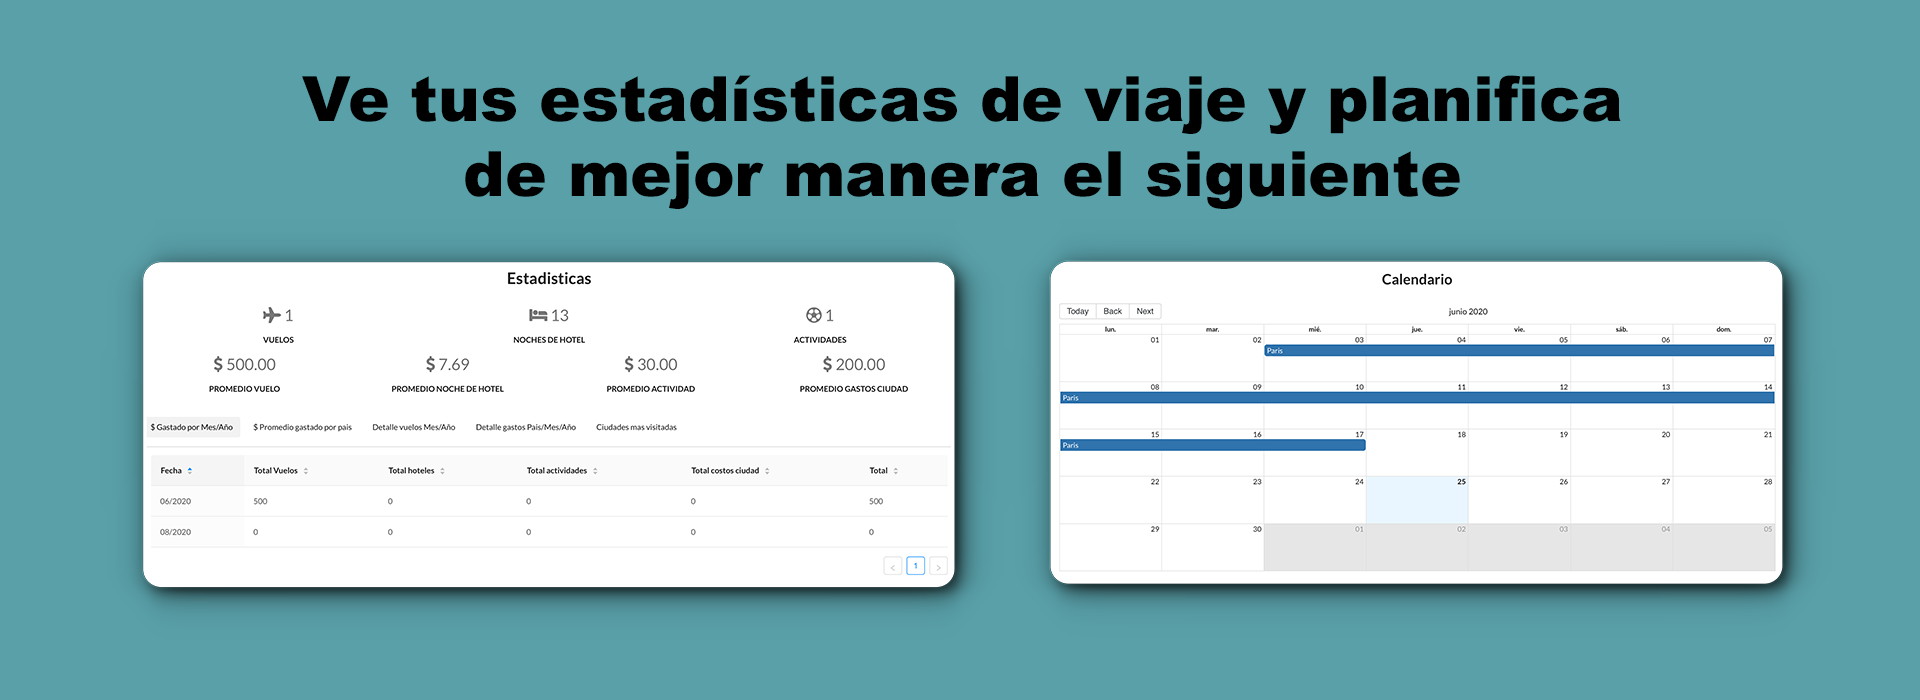 Ve tus estadísticas de viaje y planifica
de mejor manera el siguiente
Estadisticas
1 13 1
VUELOS NOCHES DE HOTEL ACTIVIDADES
$ 500.00 $ 7.69 $ 30.00 $ 200.00
PROMEDIO VUELO PROMEDIO NOCHE DE HOTEL PROMEDIO ACTIVIDAD PROMEDIO GASTOS CIUDAD
$ Gastado por Mes/Año $ Promedio gastado por pais Detalle vuelos Mes/Año Detalle gastos Pais/Mes/Año Ciudades mas visitadas
Fecha Total Vuelos Total hoteles Total actividades Total costos ciudad Total
06/2020 500 0 0 0 500
08/2020 0 0 0 0 0
< 1 >
Calendario
Today Back Next junio 2020
lun. mar. mié. jue. vie. sáb. dom.
01 02 03 04 05 06 07
Paris
08 09 10 11 12 13 14
Paris
15 16 17 18 19 20 21
Paris
22 23 24 25 26 27 28
29 30 01 02 03 04 05